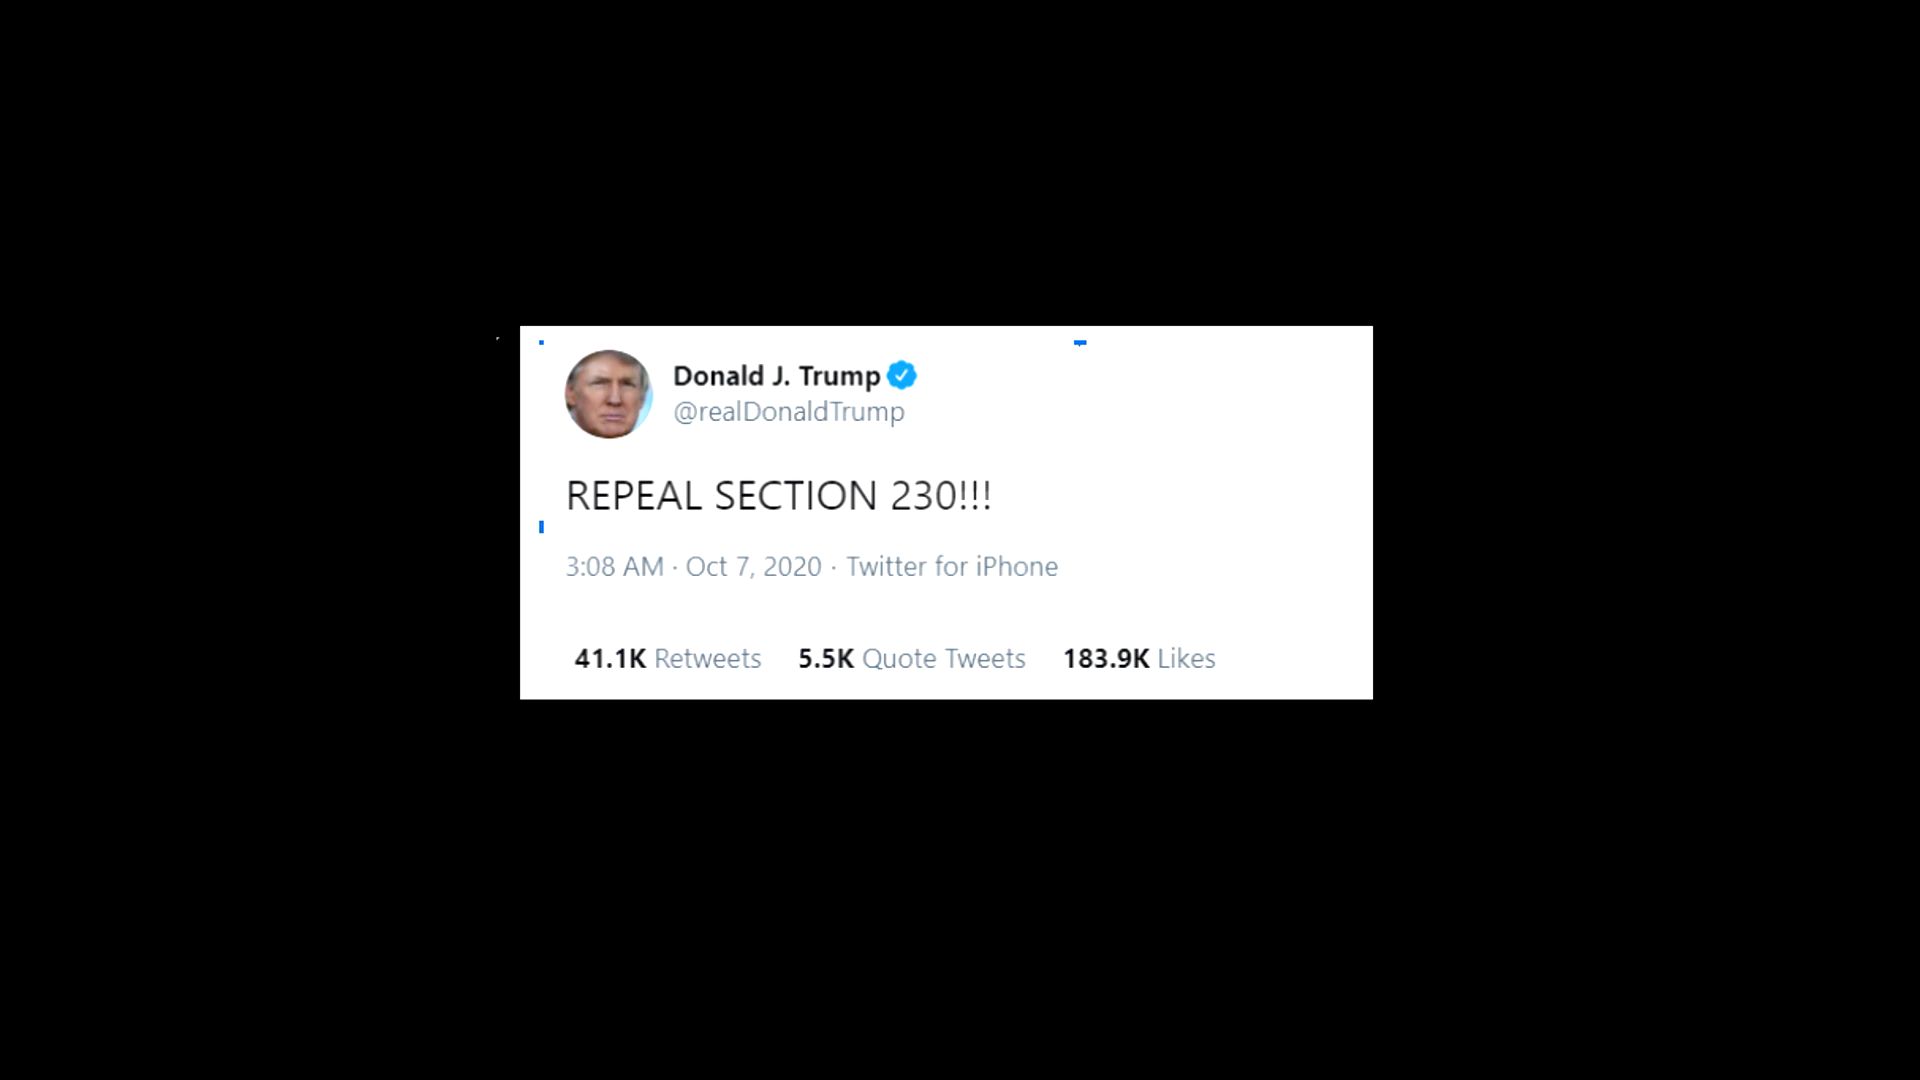 Donald J. Trump
@realDonaldTrump
REPEAL SECTION 230!!!
3:08 AM · Oct 7, 2020 · Twitter for iPhone
41.1K Retweets 5.5K Quote Tweets 183.9K Likes